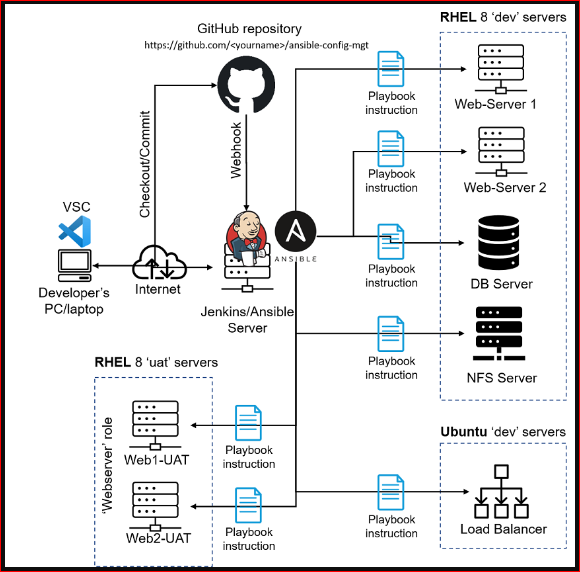 GitHub repository
https://github.com/<yourname>/ansible-config-mgt
RHEL 8 'dev' servers
Playbook
instruction
Web-Server 1
Checkout/Commit
Webhook
Playbook
instruction
Web-Server 2
VSC
Developer's
PC/laptop
Internet
ANSIBLE
Jenkins/Ansible
Server
Playbook
instruction
DB Server
Playbook
instruction
NFS Server
RHEL 8 'uat' servers
'Webserver' role
Web1-UAT
Playbook
instruction
Web2-UAT
Playbook
instruction
Ubuntu 'dev' servers
Playbook
instruction
Load Balancer